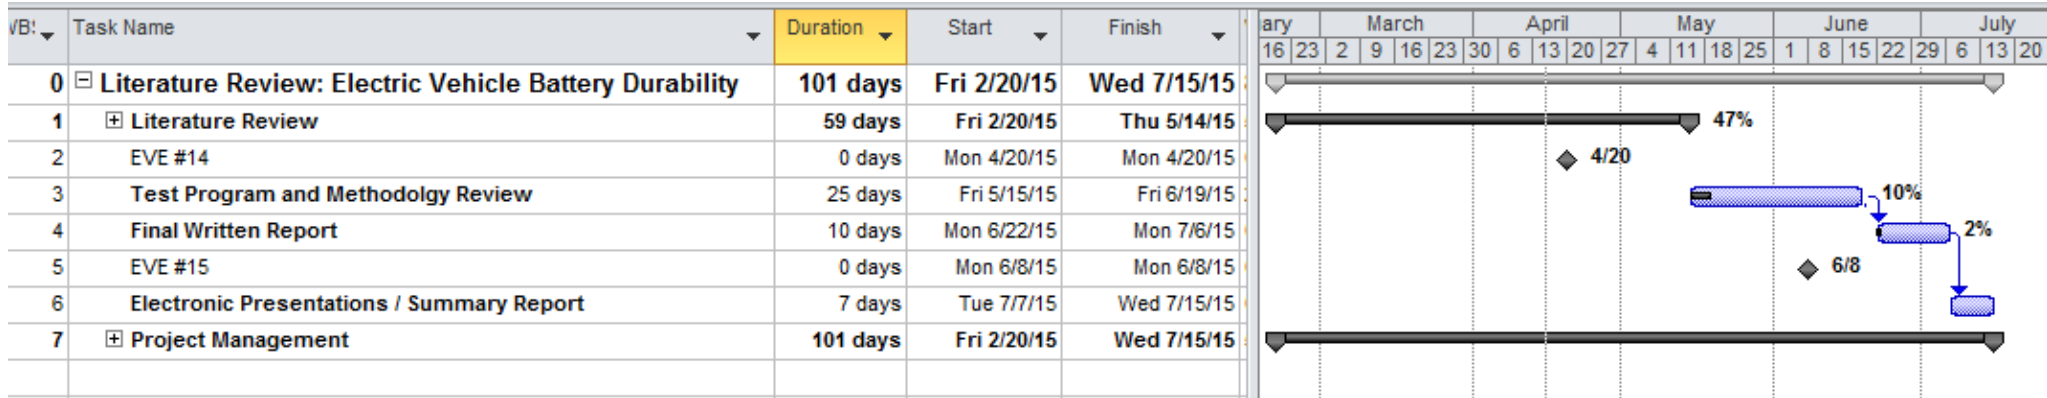 WBS Task Name Duration Start Finish
ary March April May June July
16 23 2 9 16 23 30 6 13 20 27 4 11 18 25 1 8 15 22 29 6 13 20
0 Literature Review: Electric Vehicle Battery Durability 101 days Fri 2/20/15 Wed 7/15/15
1 Literature Review 59 days Fri 2/20/15 Thu 5/14/15 47%
2 EVE #14 0 days Mon 4/20/15 Mon 4/20/15 4/20
3 Test Program and Methodolgy Review 25 days Fri 5/15/15 Fri 6/19/15 10%
4 Final Written Report 10 days Mon 6/22/15 Mon 7/6/15 2%
5 EVE #15 0 days Mon 6/8/15 Mon 6/8/15 6/8
6 Electronic Presentations / Summary Report 7 days Tue 7/7/15 Wed 7/15/15
7 Project Management 101 days Fri 2/20/15 Wed 7/15/15